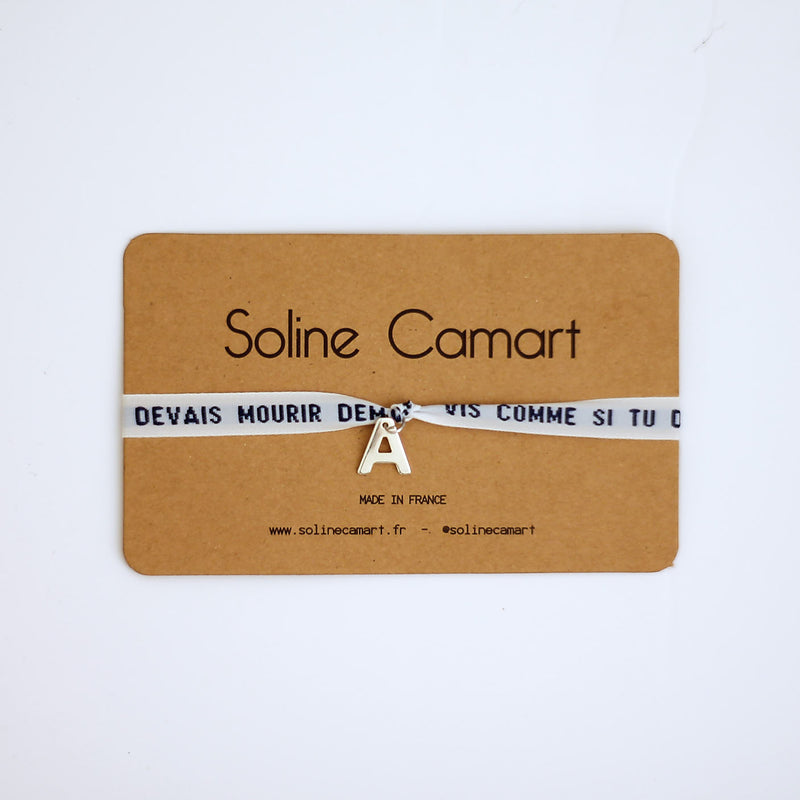 Soline Camart
DEVAIS MOURIR VIS COMME SI TU
A
MADE IN FRANCE
www.solinecamart.fr - @solinecamart